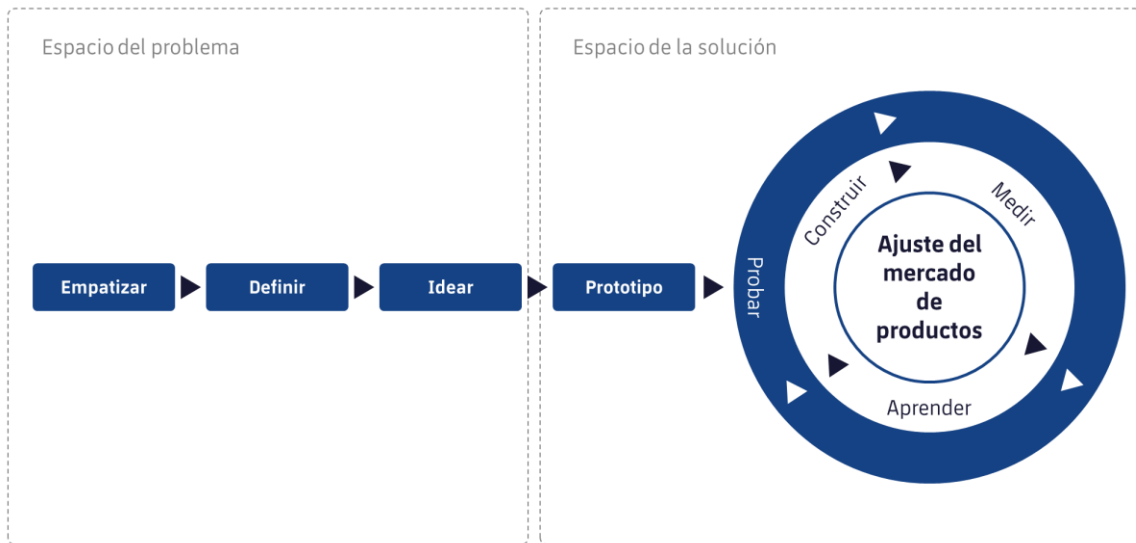 Espacio del problema
Espacio de la solución
Empatizar
Definir
Idear
Prototipo
Probar
Construir
Medir
Aprender
Ajuste del
mercado
de
productos